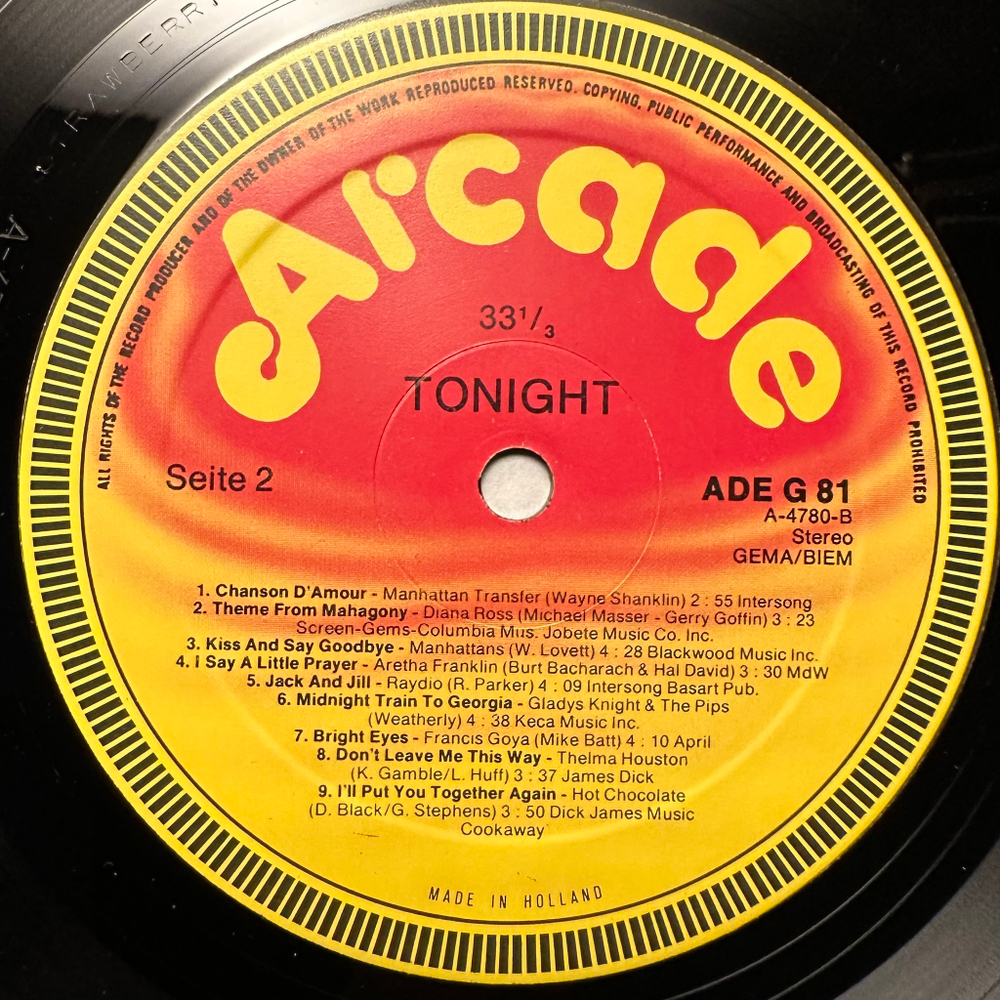 RAWBERRY
ALL RIGHTS OF THE RECORD PRODUCER AND OF THE OWNER OF THE WORK REPRODUCED RESERVED. COPYING, PUBLIC PERFORMANCE AND BROADCASTING OF THIS RECORD PROHIBITED
Arcade
33 1/3
TONIGHT
Seite 2
ADE G 81
A-4780-B
Stereo
GEMA/BIEM
1. Chanson D'Amour - Manhattan Transfer (Wayne Shanklin) 2 : 55 Intersong
2. Theme From Mahagony - Diana Ross (Michael Masser - Gerry Goffin) 3 : 23
Screen-Gems-Columbia Mus. Jobete Music Co. Inc.
3. Kiss And Say Goodbye - Manhattans (W. Lovett) 4 : 28 Blackwood Music Inc.
4. I Say A Little Prayer - Aretha Franklin (Burt Bacharach & Hal David) 3 : 30 MdW
5. Jack And Jill - Raydio (R. Parker) 4 : 09 Intersong Basart Pub.
6. Midnight Train To Georgia - Gladys Knight & The Pips
(Weatherly) 4 : 38 Keca Music Inc.
7. Bright Eyes - Francis Goya (Mike Batt) 4 : 10 April
8. Don't Leave Me This Way - Thelma Houston
(K. Gamble/L. Huff) 3 : 37 James Dick
9. I'll Put You Together Again - Hot Chocolate
(D. Black/G. Stephens) 3 : 50 Dick James Music
Cookaway
MADE IN HOLLAND